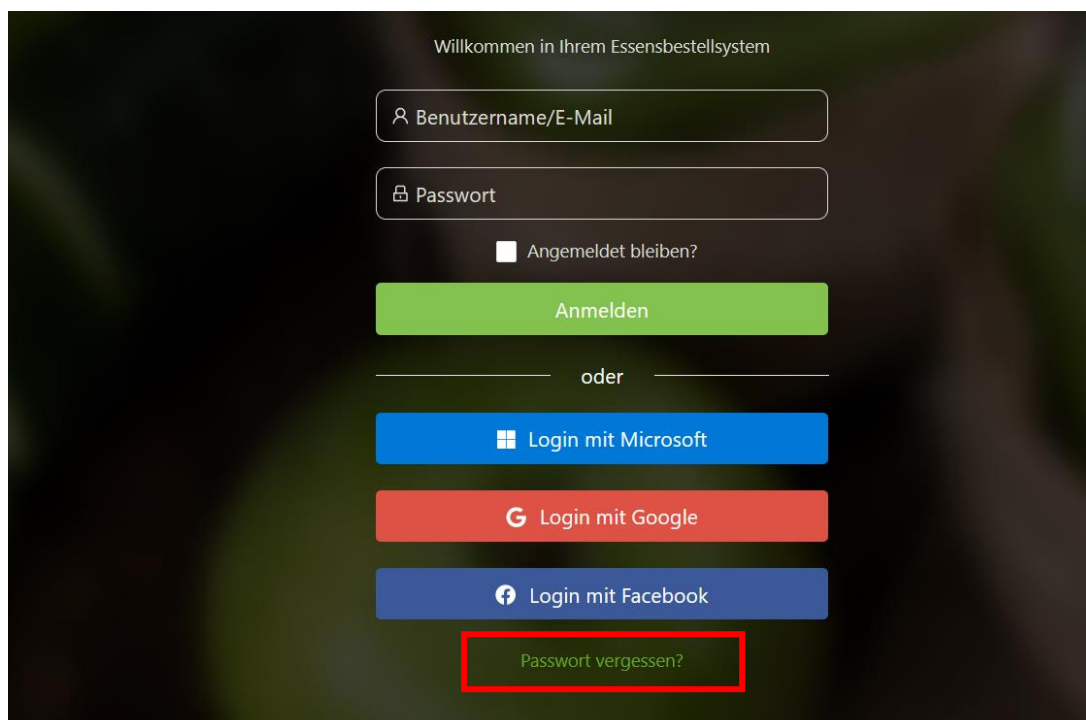 Willkommen in Ihrem Essensbestellsystem
Benutzername/E-Mail
Passwort
Angemeldet bleiben?
Anmelden
oder
Login mit Microsoft
Login mit Google
Login mit Facebook
Passwort vergessen?